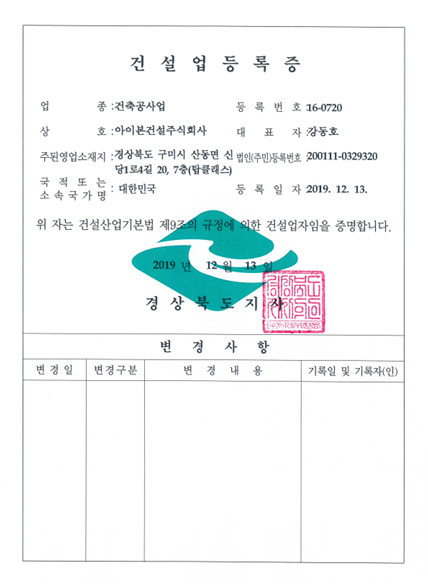 건 설 업 등 록 증
업 종 : 건축공사업 등 록 번 호 : 16-0720
상 호 : 아이본건설주식회사 대 표 자 : 강동호
주된영업소재지 : 경상북도 구미시 산동면 신당1로4길 20, 7층(탑클래스) 법인(주민)등록번호 : 200111-0329320
국 적 또 는 소 속 국 가 명 : 대한민국 등 록 일 자 : 2019. 12. 13.
위 자는 건설산업기본법 제9조의 규정에 의한 건설업자임을 증명합니다.
2019 년 12 월 13 일
경 상 북 도 지 사
변 경 사 항
변 경 일 변경구분 변 경 내 용 기록일 및 기록자(인)